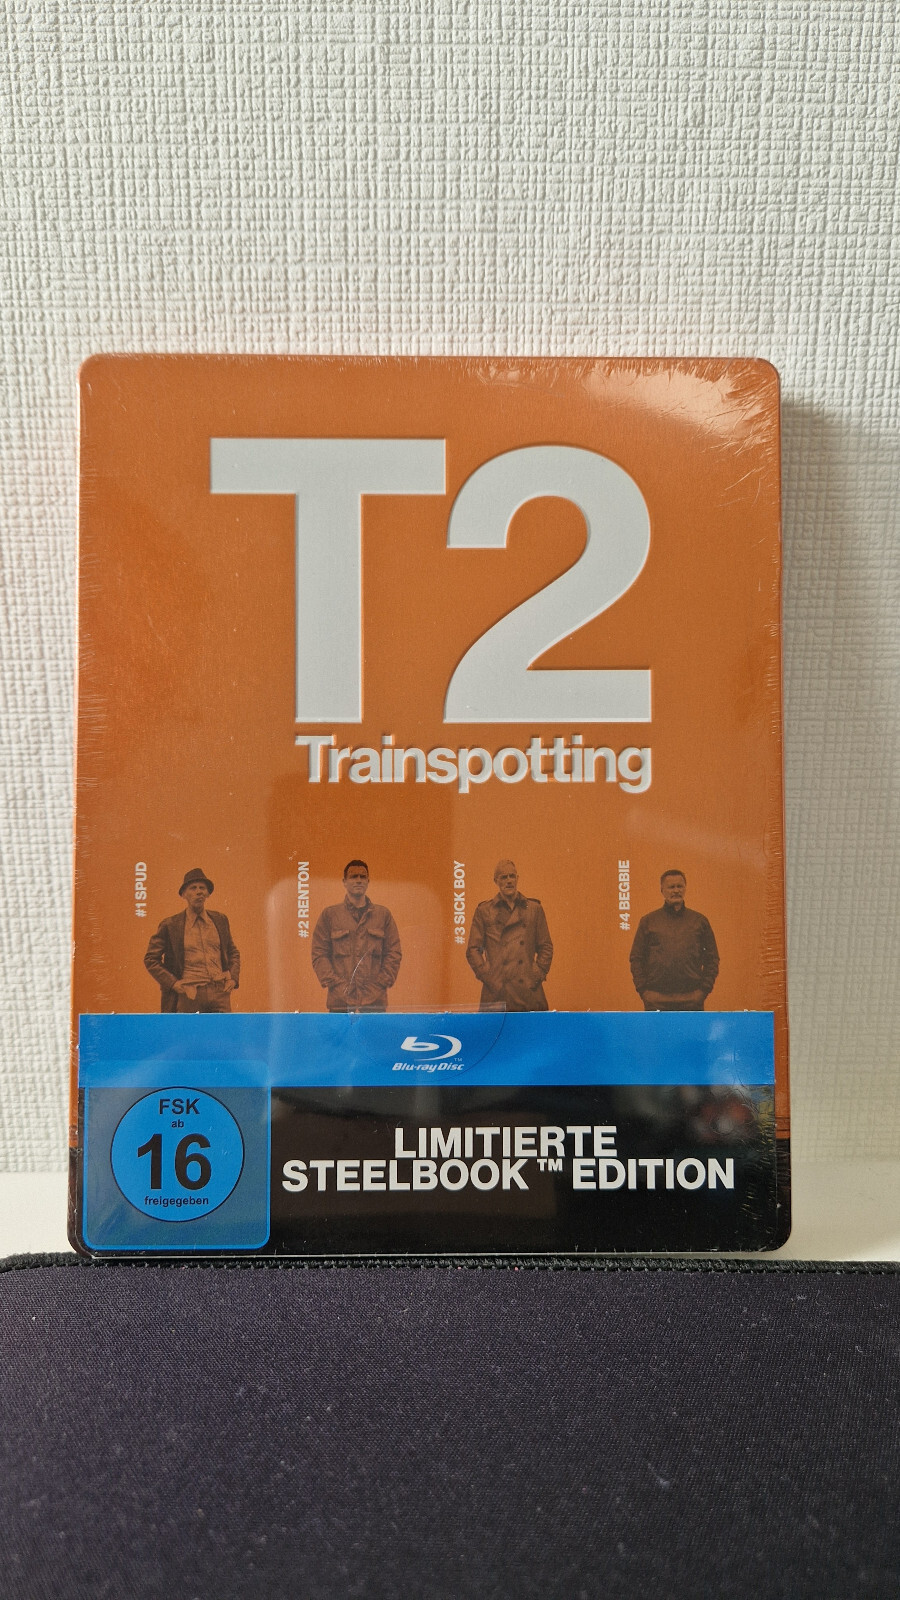 T2
Trainspotting
#1 SPUD
#2 RENTON
#3 SICK BOY
#4 BEGBIE
Blu-ray Disc™
FSK
ab
16
freigegeben
LIMITIERTE
STEELBOOK™ EDITION